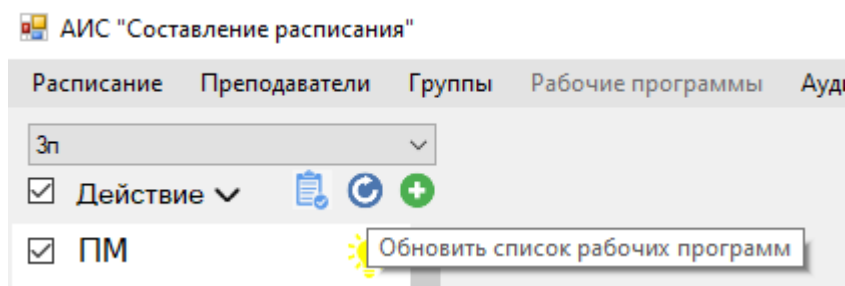 АИС "Составление расписания"
Расписание Преподаватели Группы Рабочие программы
3п
Действие
ПМ
Обновить список рабочих программ